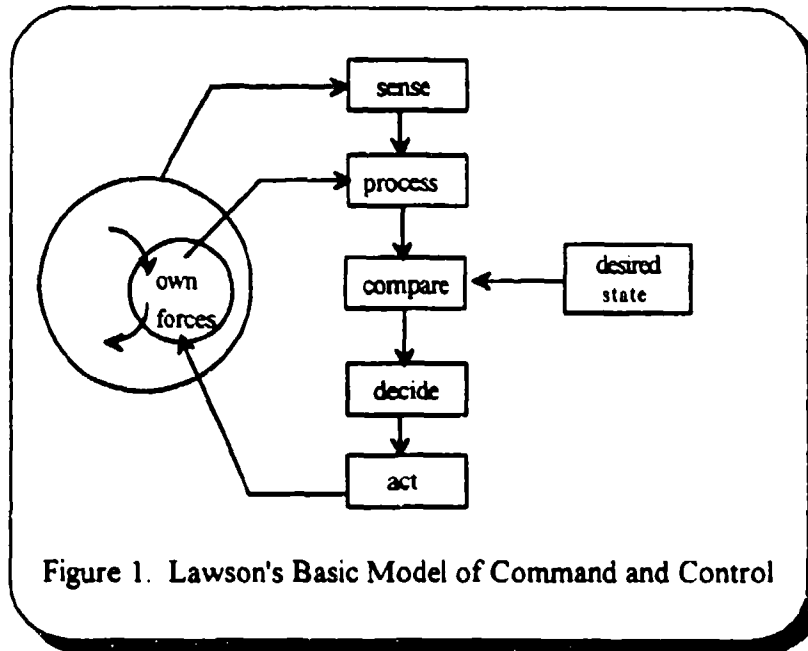 sense
process
own
forces
compare
desired
state
decide
act
Figure 1. Lawson's Basic Model of Command and Control